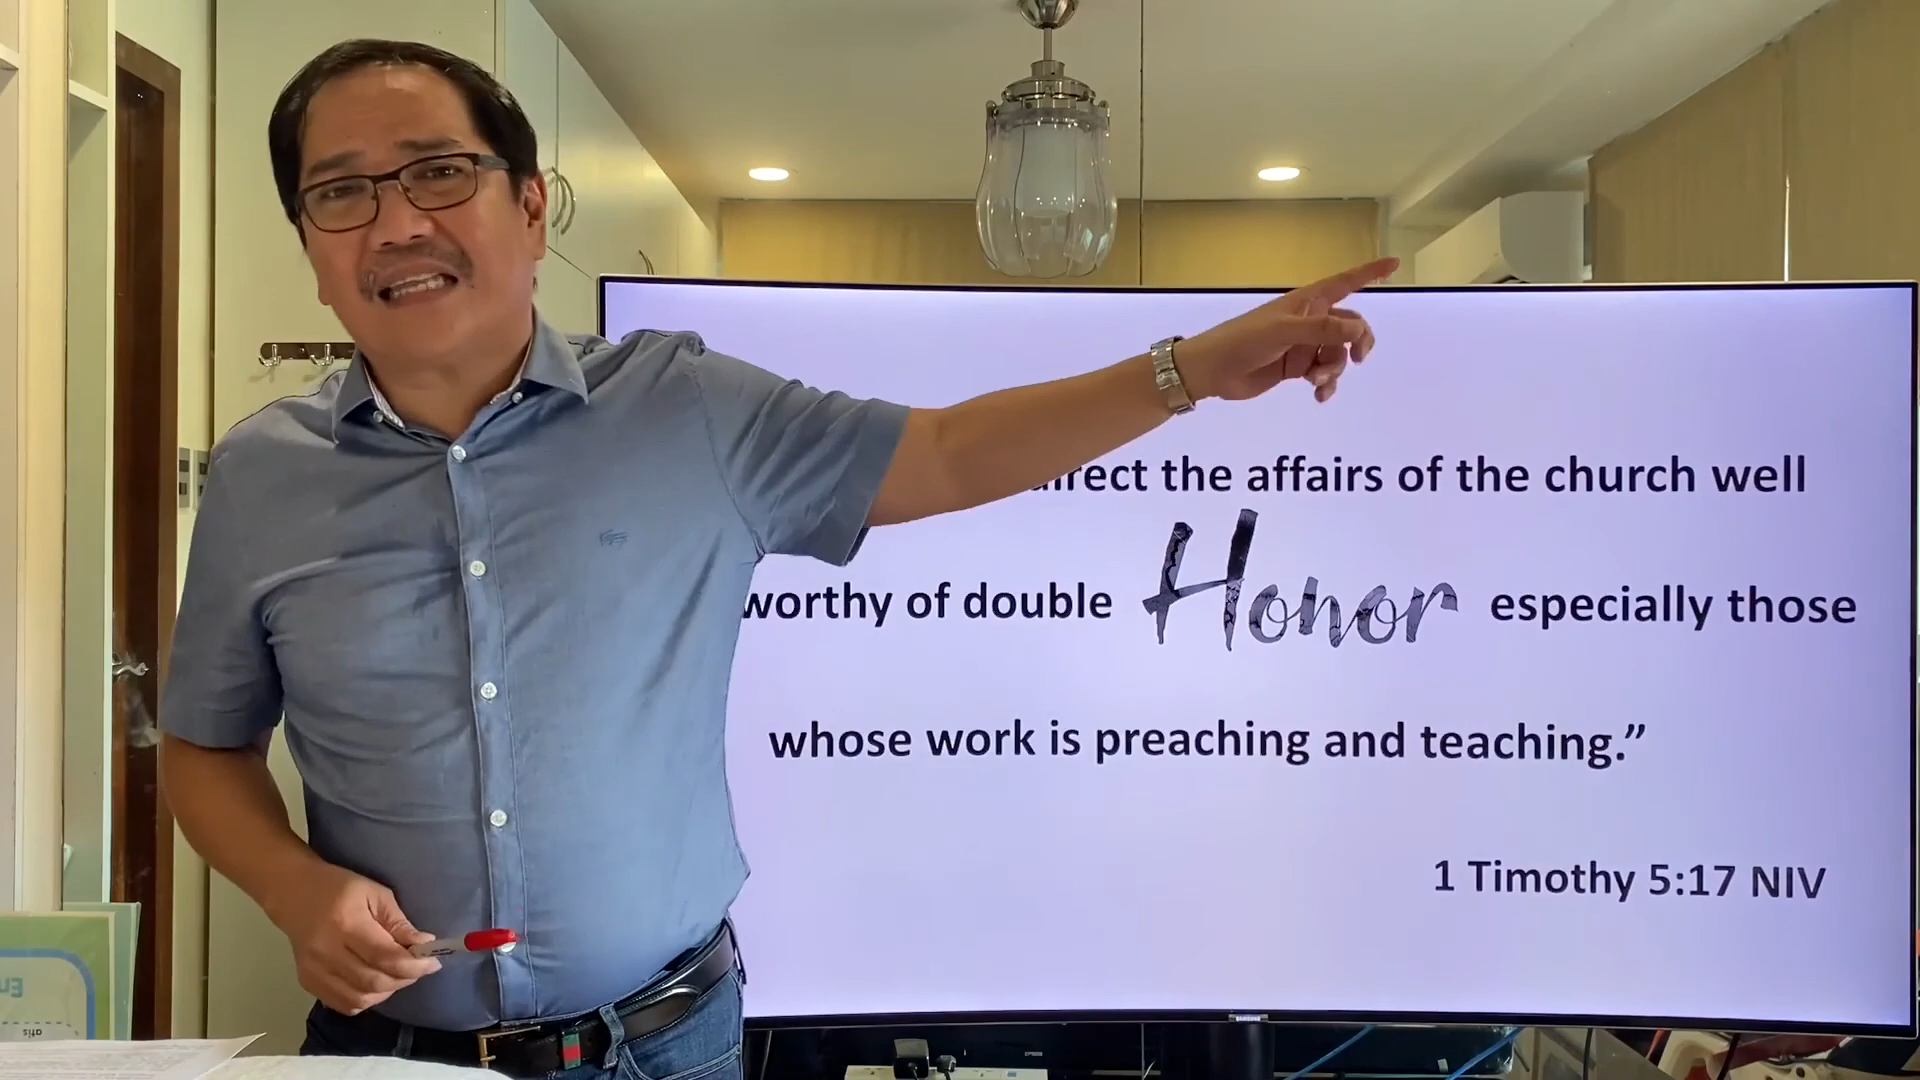 the affairs of the church well
worthy of double Honor especially those
whose work is preaching and teaching.”
1 Timothy 5:17 NIV
SAMSUNG